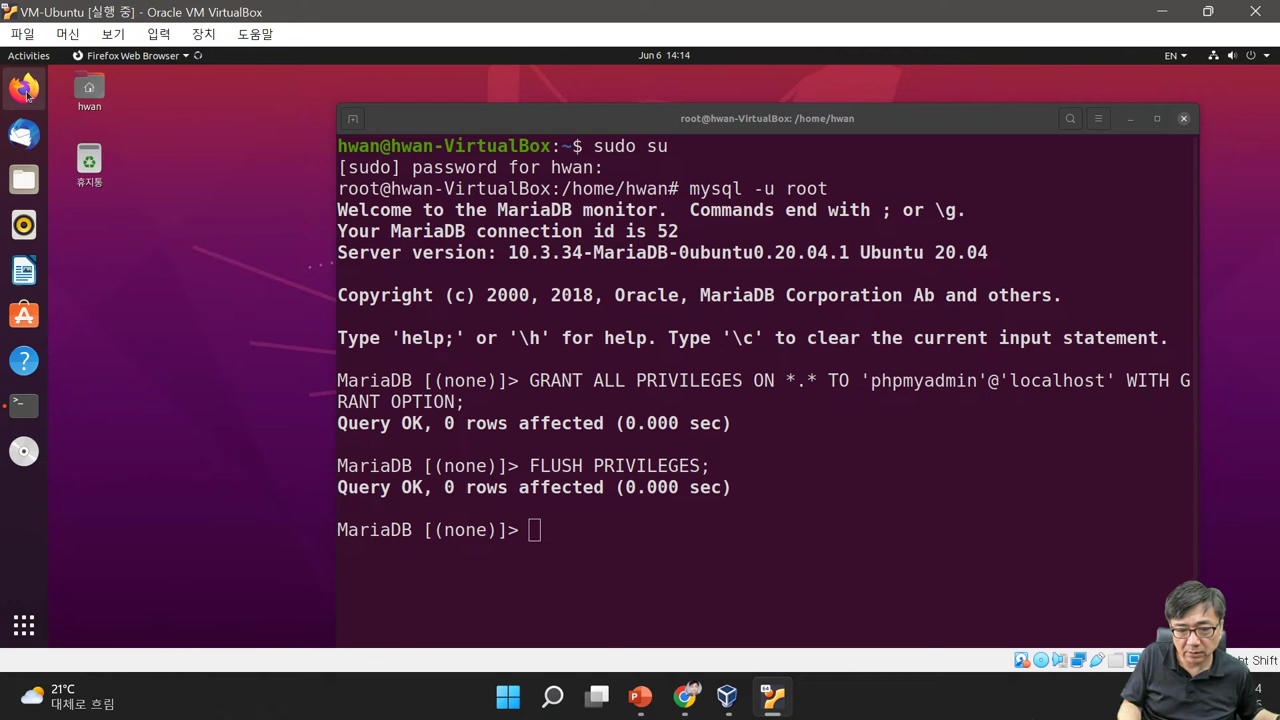 VM-Ubuntu [실행 중] - Oracle VM VirtualBox
파일 머신 보기 입력 장치 도움말
Activities Firefox Web Browser Jun 6 14:14 EN
hwan
휴지통
root@hwan-VirtualBox: /home/hwan
hwan@hwan-VirtualBox:~$ sudo su
[sudo] password for hwan:
root@hwan-VirtualBox:/home/hwan# mysql -u root
Welcome to the MariaDB monitor.  Commands end with ; or \g.
Your MariaDB connection id is 52
Server version: 10.3.34-MariaDB-0ubuntu0.20.04.1 Ubuntu 20.04
Copyright (c) 2000, 2018, Oracle, MariaDB Corporation Ab and others.
Type 'help;' or '\h' for help. Type '\c' to clear the current input statement.
MariaDB [(none)]> GRANT ALL PRIVILEGES ON *.* TO 'phpmyadmin'@'localhost' WITH G
RANT OPTION;
Query OK, 0 rows affected (0.000 sec)
MariaDB [(none)]> FLUSH PRIVILEGES;
Query OK, 0 rows affected (0.000 sec)
MariaDB [(none)]>
Shift
21°C
대체로 흐림